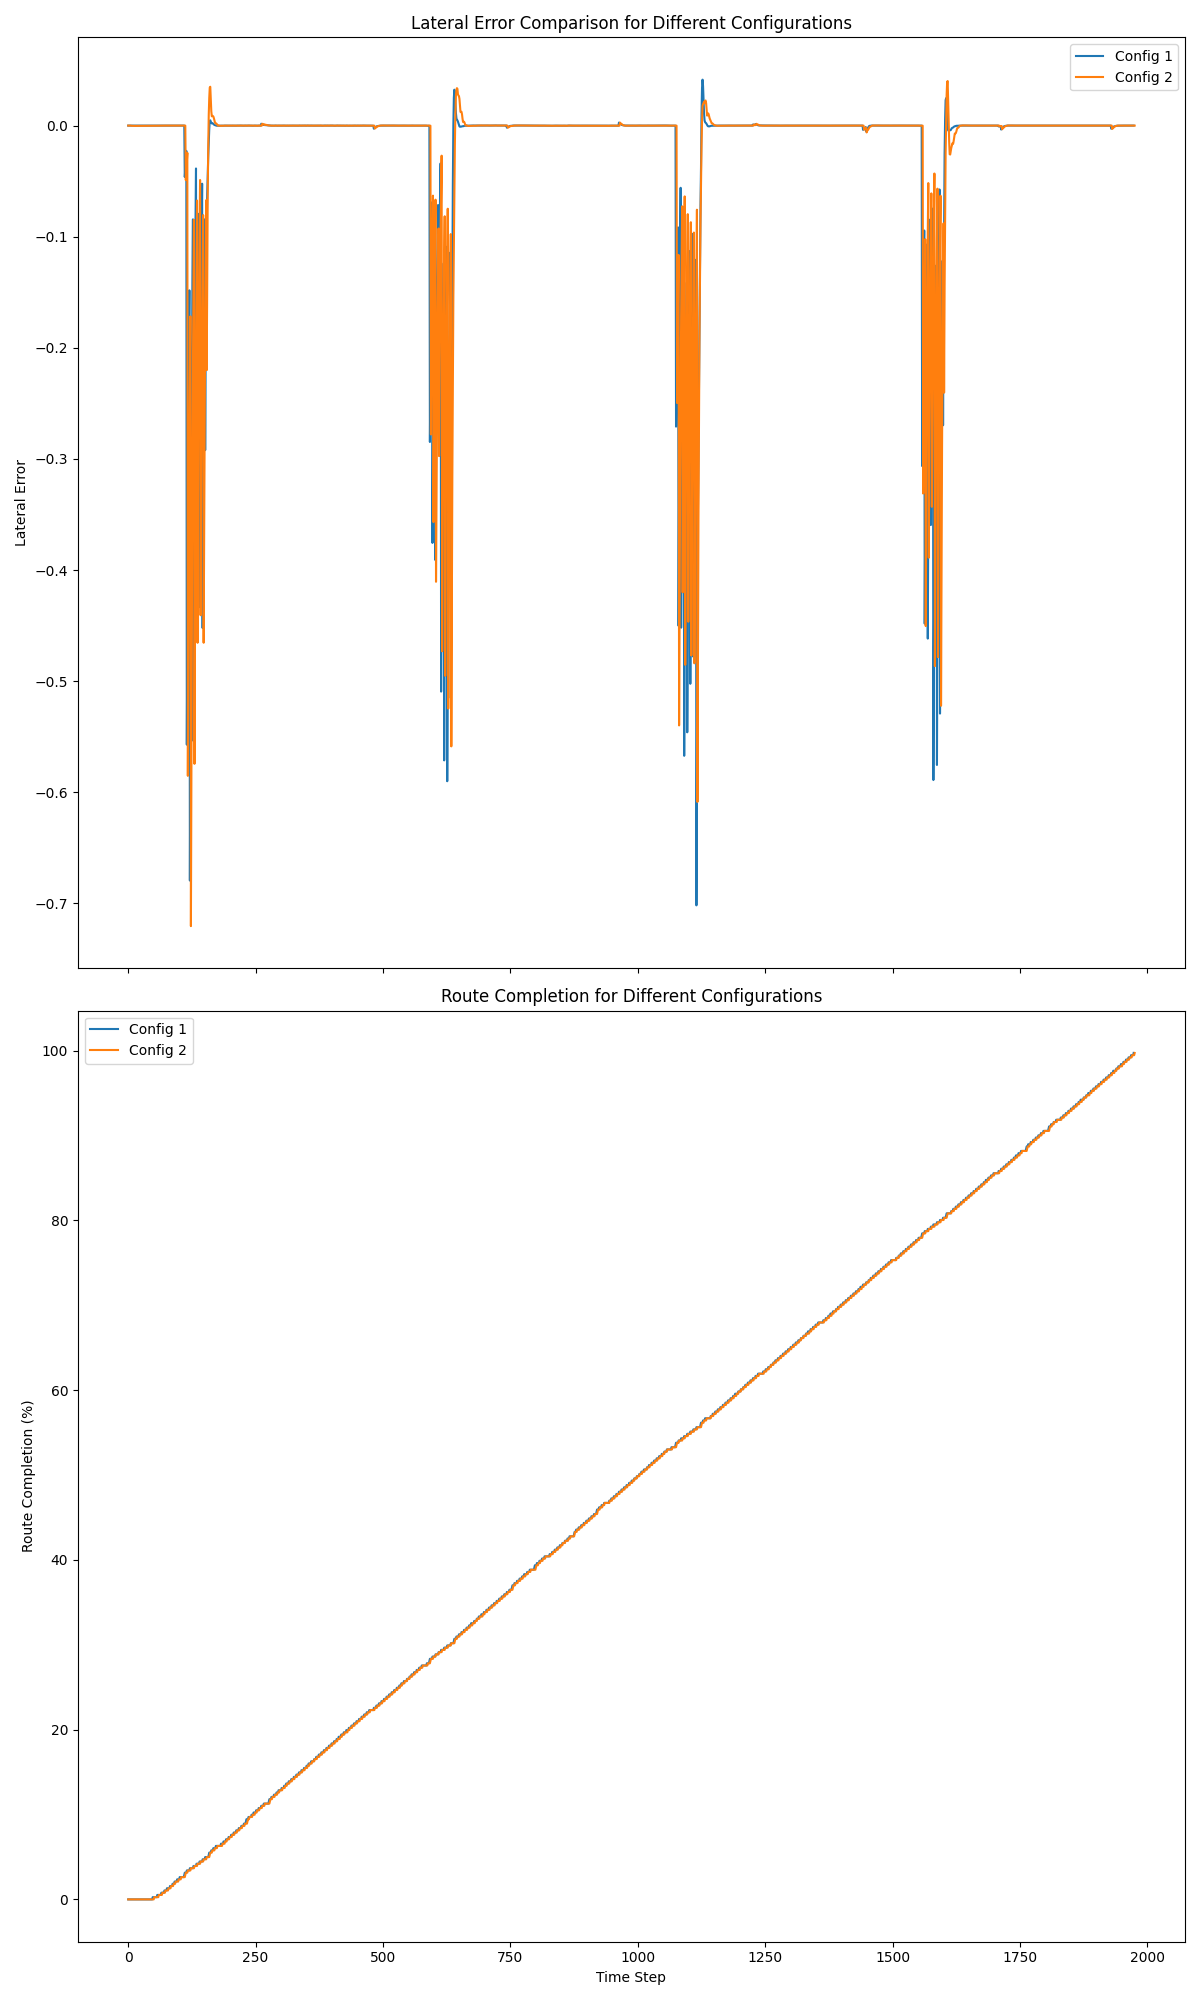 Lateral Error Comparison for Different Configurations
Config 1
Config 2
0.0
−0.1
−0.2
−0.3
−0.4
−0.5
−0.6
−0.7
Lateral Error
Route Completion for Different Configurations
Config 1
Config 2
100
80
60
40
20
0
Route Completion (%)
0 250 500 750 1000 1250 1500 1750 2000
Time Step